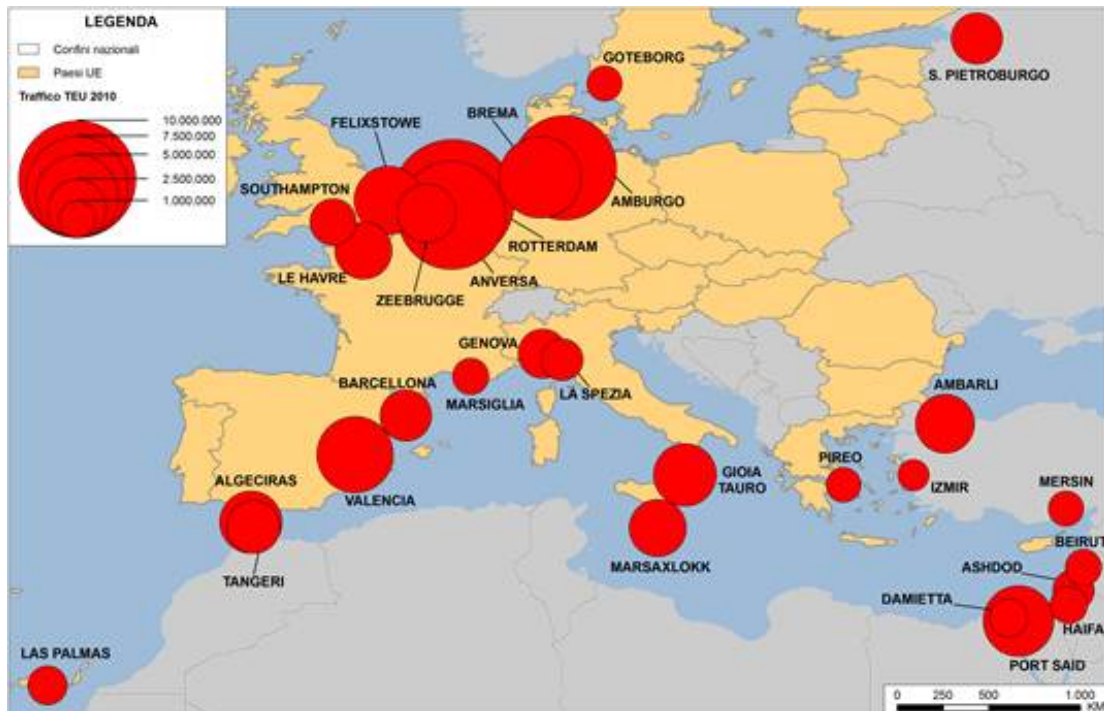 LEGENDA
Confini nazionali
Paesi UE
Traffico TEU 2010
10.000.000
7.500.000
5.000.000
2.500.000
1.000.000
GOTEBORG
S. PIETROBURGO
BREMA
FELIXSTOWE
SOUTHAMPTON
AMBURGO
ROTTERDAM
LE HAVRE
ANVERSA
ZEEBRUGGE
GENOVA
BARCELLONA
MARSIGLIA
LA SPEZIA
AMBARLI
ALGECIRAS
VALENCIA
GIOIA
TAURO
PIREO
IZMIR
MERSIN
BEIRUT
MARSAXLOKK
ASHDOD
TANGERI
DAMIETTA
HAIFA
LAS PALMAS
PORT SAID
0 250 500 1.000
KM